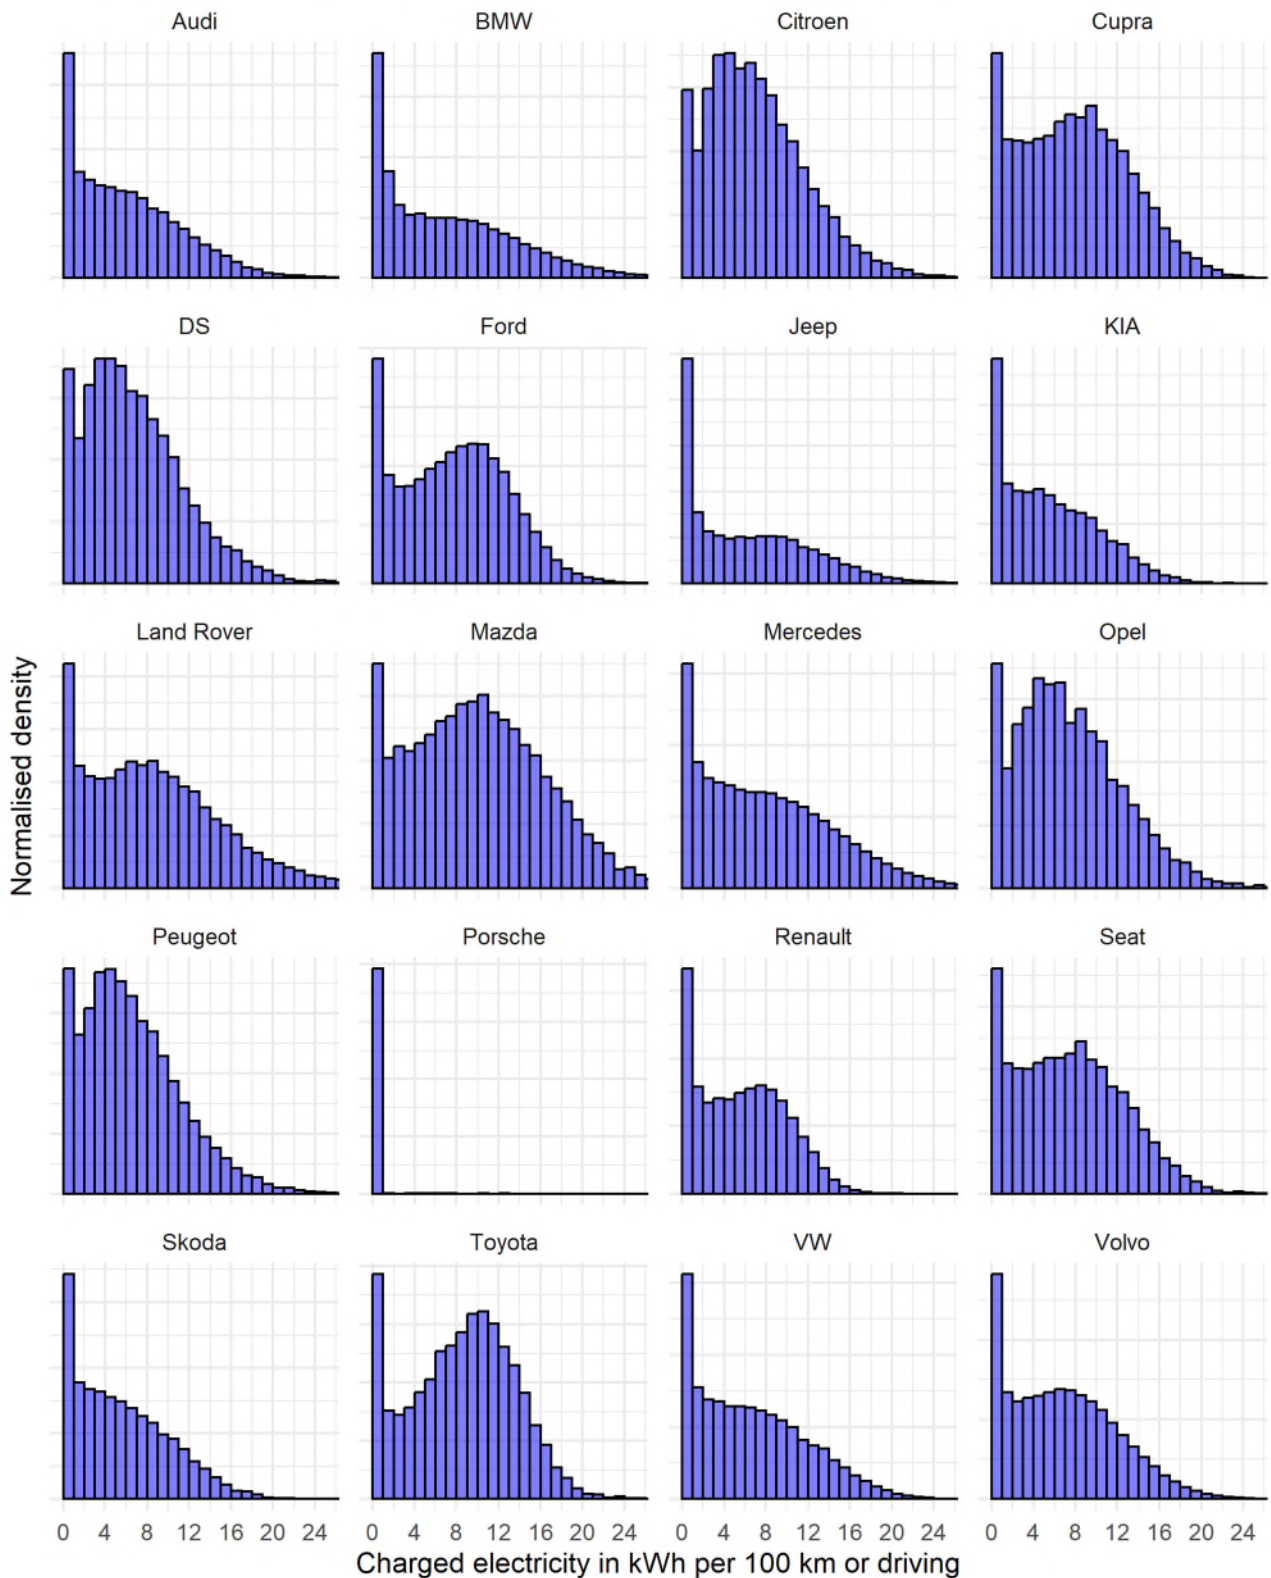 Audi BMW Citroen Cupra
DS Ford Jeep KIA
Land Rover Mazda Mercedes Opel
Normalised density
Peugeot Porsche Renault Seat
Skoda Toyota VW Volvo
0 4 8 12 16 20 24 0 4 8 12 16 20 24 0 4 8 12 16 20 24 0 4 8 12 16 20 24
Charged electricity in kWh per 100 km or driving